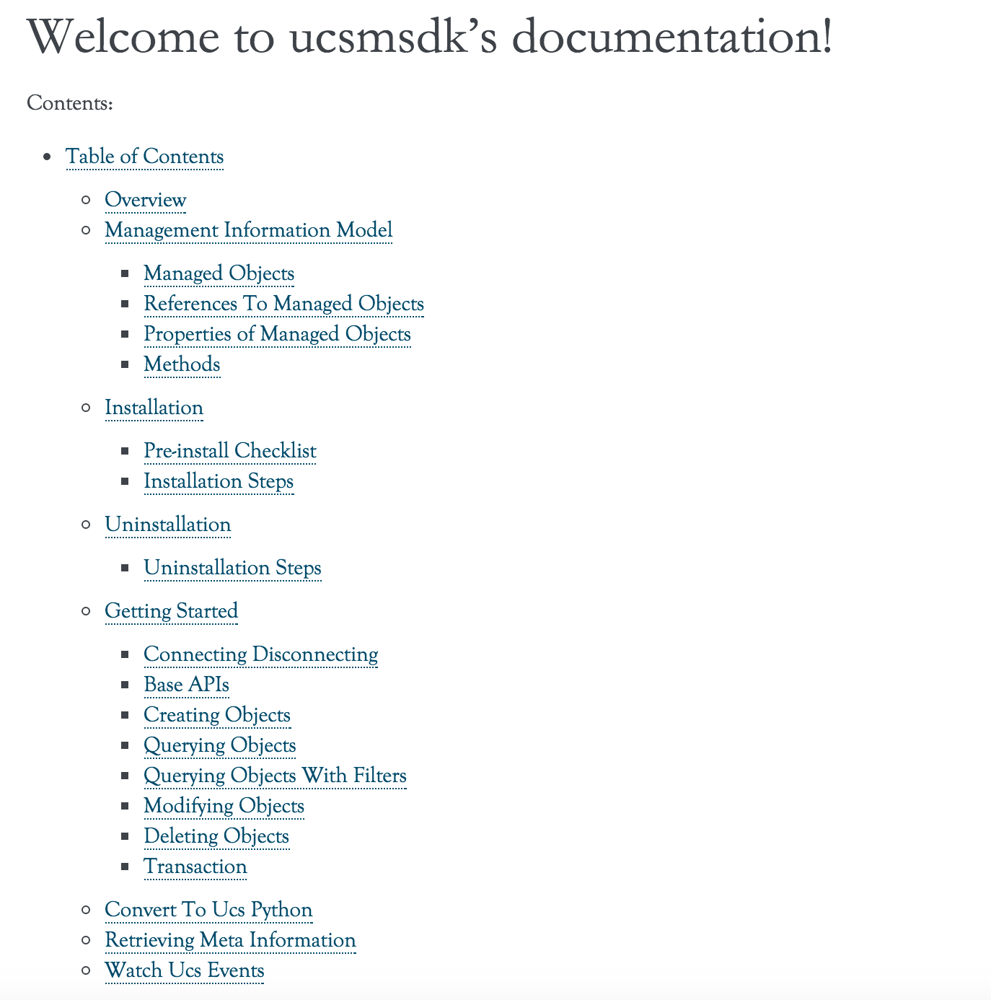 Welcome to ucsmsdk’s documentation!
Contents:
Table of Contents
Overview
Management Information Model
Managed Objects
References To Managed Objects
Properties of Managed Objects
Methods
Installation
Pre-install Checklist
Installation Steps
Uninstallation
Uninstallation Steps
Getting Started
Connecting Disconnecting
Base APIs
Creating Objects
Querying Objects
Querying Objects With Filters
Modifying Objects
Deleting Objects
Transaction
Convert To Ucs Python
Retrieving Meta Information
Watch Ucs Events